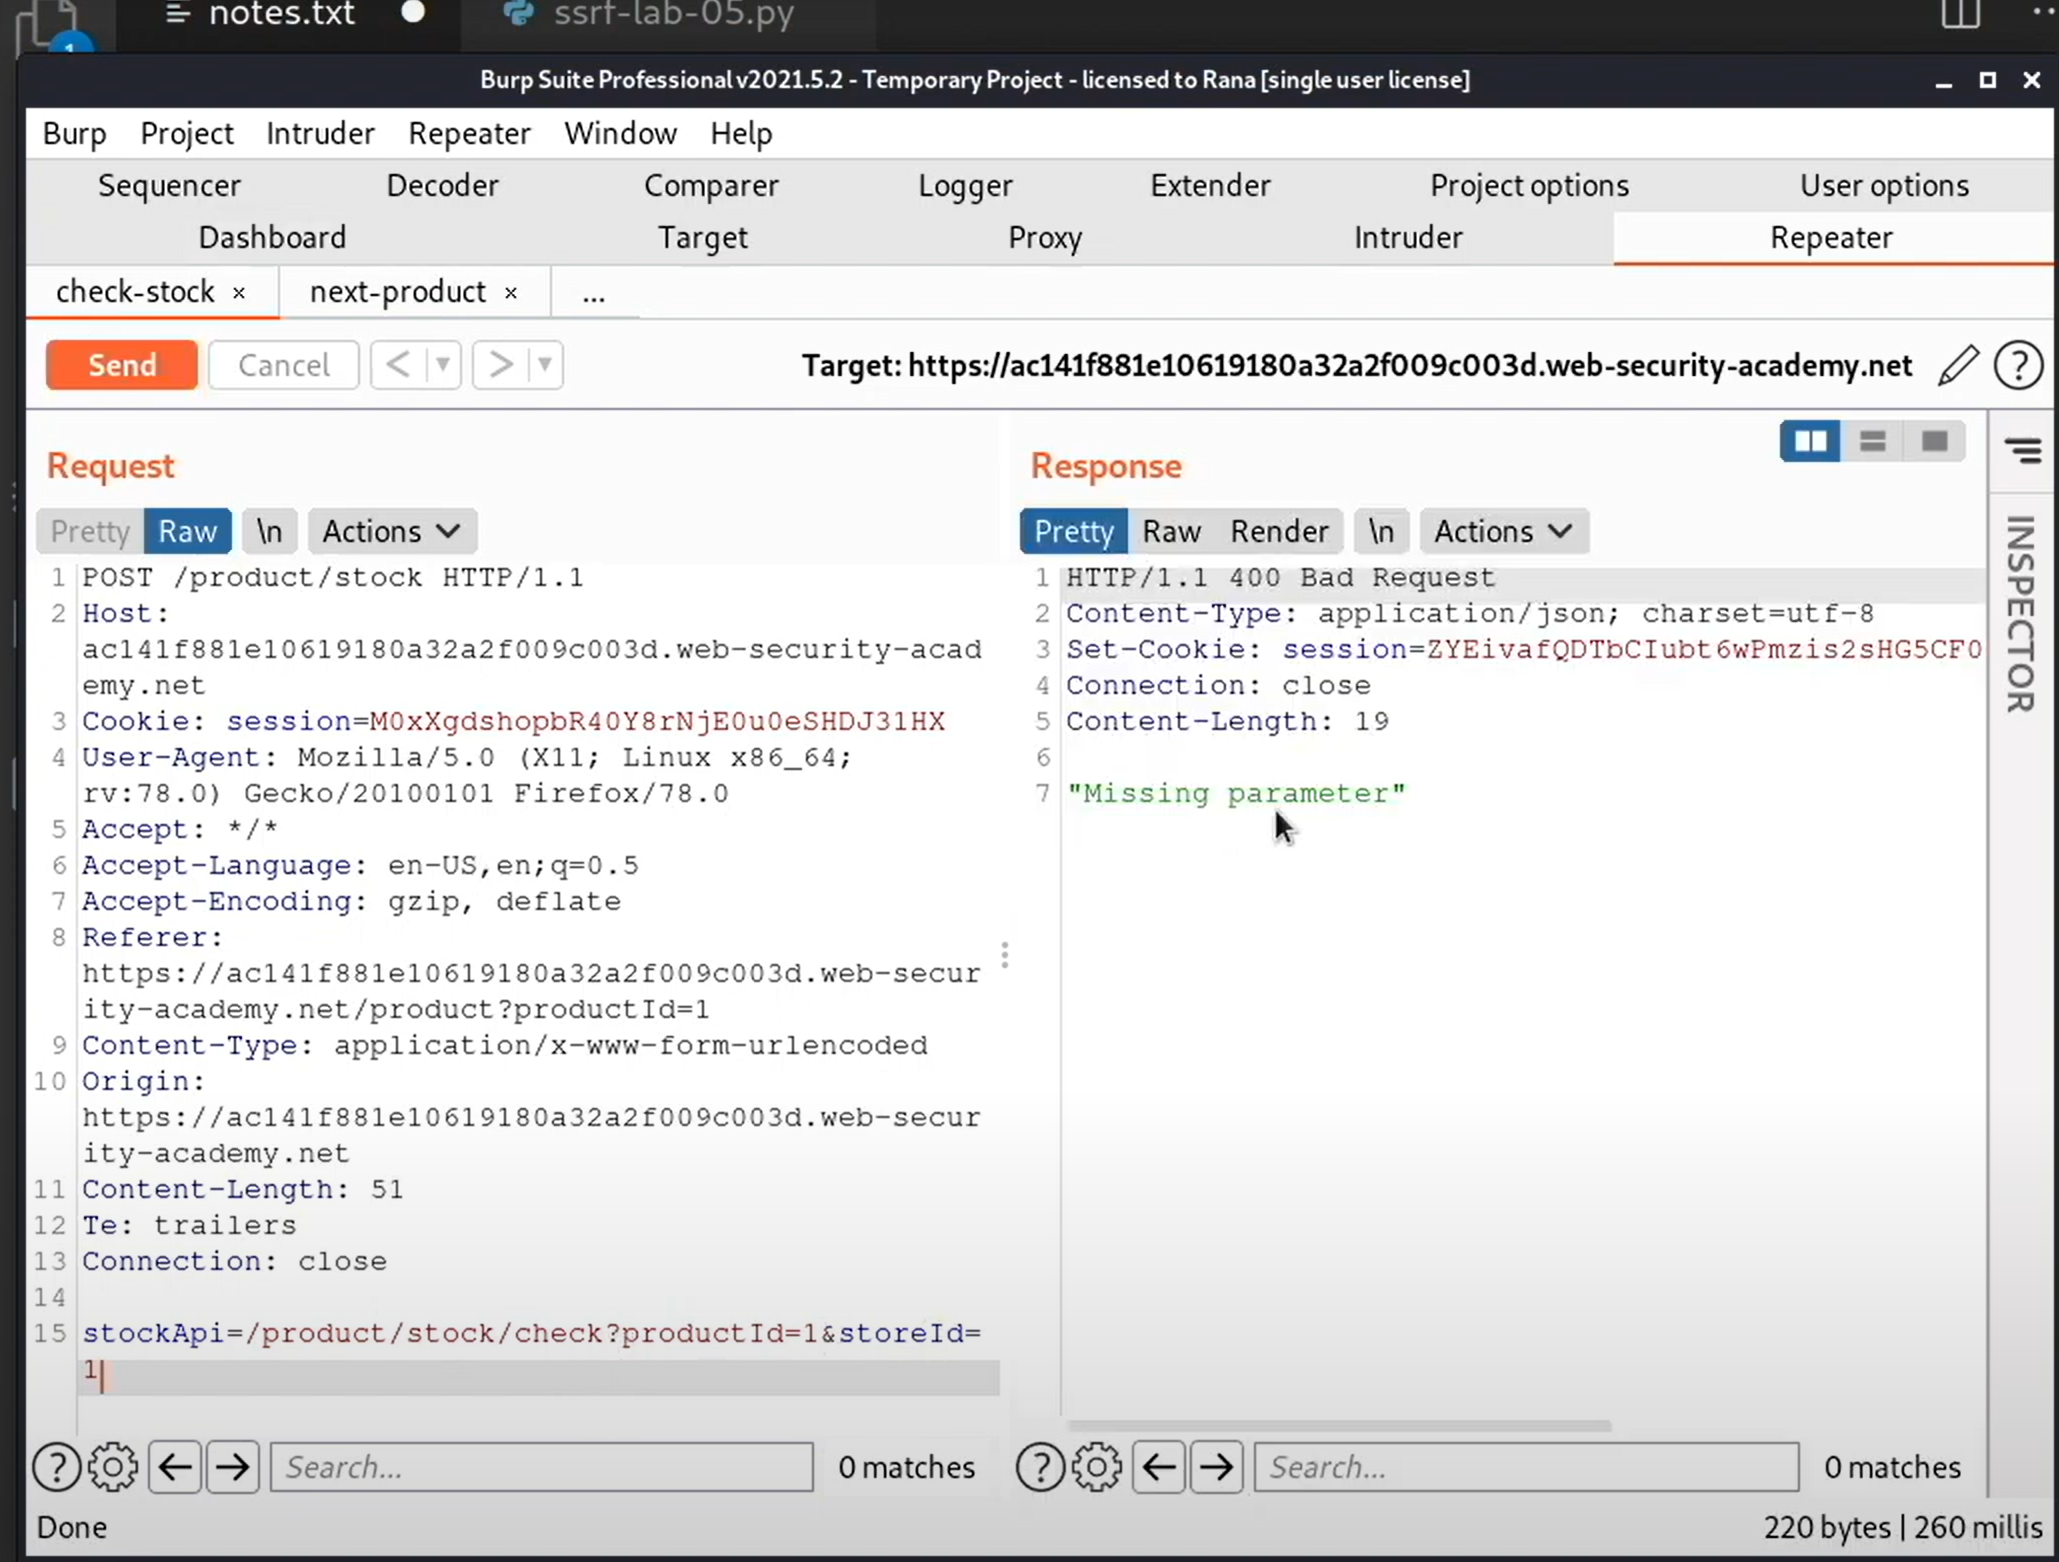 notes.txt
ssrf-lab-05.py
1
Burp Suite Professional v2021.5.2 - Temporary Project - licensed to Rana [single user license]
Burp Project Intruder Repeater Window Help
Sequencer Decoder Comparer Logger Extender Project options User options
Dashboard Target Proxy Intruder Repeater
check-stock × next-product × ...
Send Cancel < > Target: https://ac141f881e10619180a32a2f009c003d.web-security-academy.net ?
Request
Pretty Raw \n Actions
1 POST /product/stock HTTP/1.1
2 Host:
ac141f881e10619180a32a2f009c003d.web-security-acad
emy.net
3 Cookie: session=M0xXgdshopbR40Y8rNjE0u0eSHDJ31HX
4 User-Agent: Mozilla/5.0 (X11; Linux x86_64;
rv:78.0) Gecko/20100101 Firefox/78.0
5 Accept: */*
6 Accept-Language: en-US,en;q=0.5
7 Accept-Encoding: gzip, deflate
8 Referer:
https://ac141f881e10619180a32a2f009c003d.web-secur
ity-academy.net/product?productId=1
9 Content-Type: application/x-www-form-urlencoded
10 Origin:
https://ac141f881e10619180a32a2f009c003d.web-secur
ity-academy.net
11 Content-Length: 51
12 Te: trailers
13 Connection: close
14
15 stockApi=/product/stock/check?productId=1&storeId=
1
? Search... 0 matches
Response
Pretty Raw Render \n Actions
1 HTTP/1.1 400 Bad Request
2 Content-Type: application/json; charset=utf-8
3 Set-Cookie: session=ZYEivafQDTbCIubt6wPmzis2sHG5CF0
4 Connection: close
5 Content-Length: 19
6
7 "Missing parameter"
? Search... 0 matches
INSPECTOR
Done
220 bytes | 260 millis